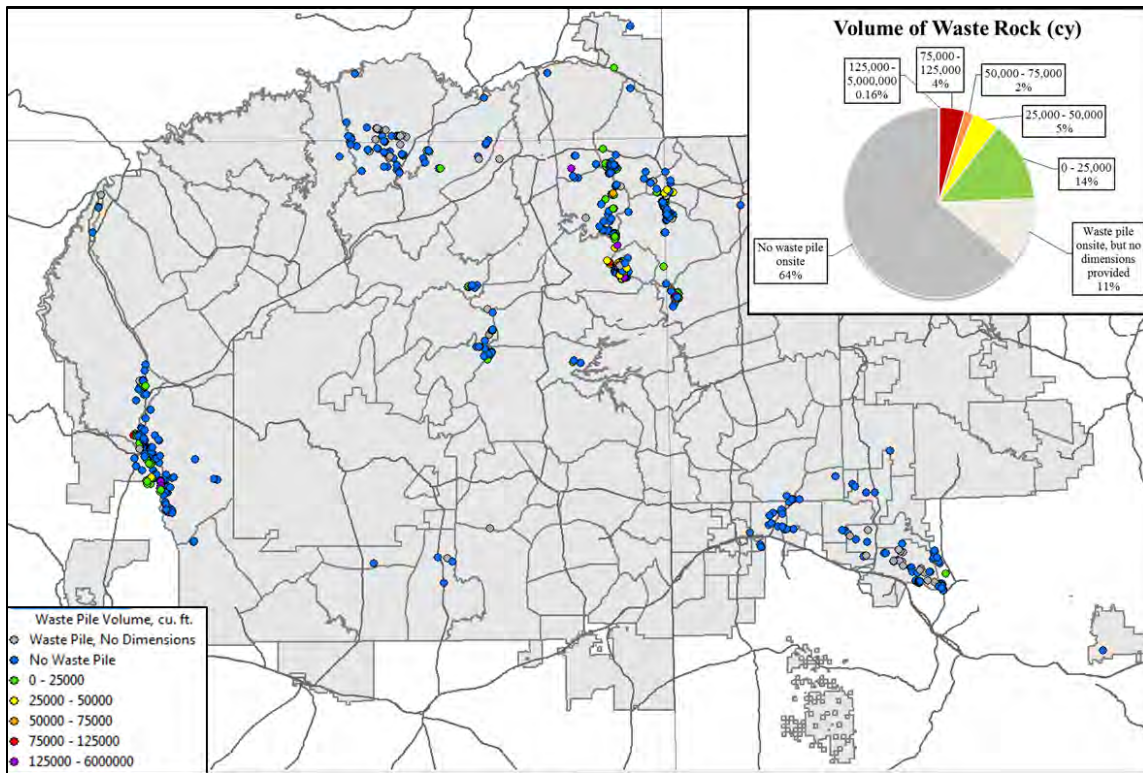 Volume of Waste Rock (cy)
125,000 -
5,000,000
0.16%
75,000 -
125,000
4%
50,000 - 75,000
2%
25,000 - 50,000
5%
0 - 25,000
14%
Waste pile
onsite, but no
dimensions
provided
11%
No waste pile
onsite
64%
Waste Pile Volume, cu. ft.
Waste Pile, No Dimensions
No Waste Pile
0 - 25000
25000 - 50000
50000 - 75000
75000 - 125000
125000 - 6000000